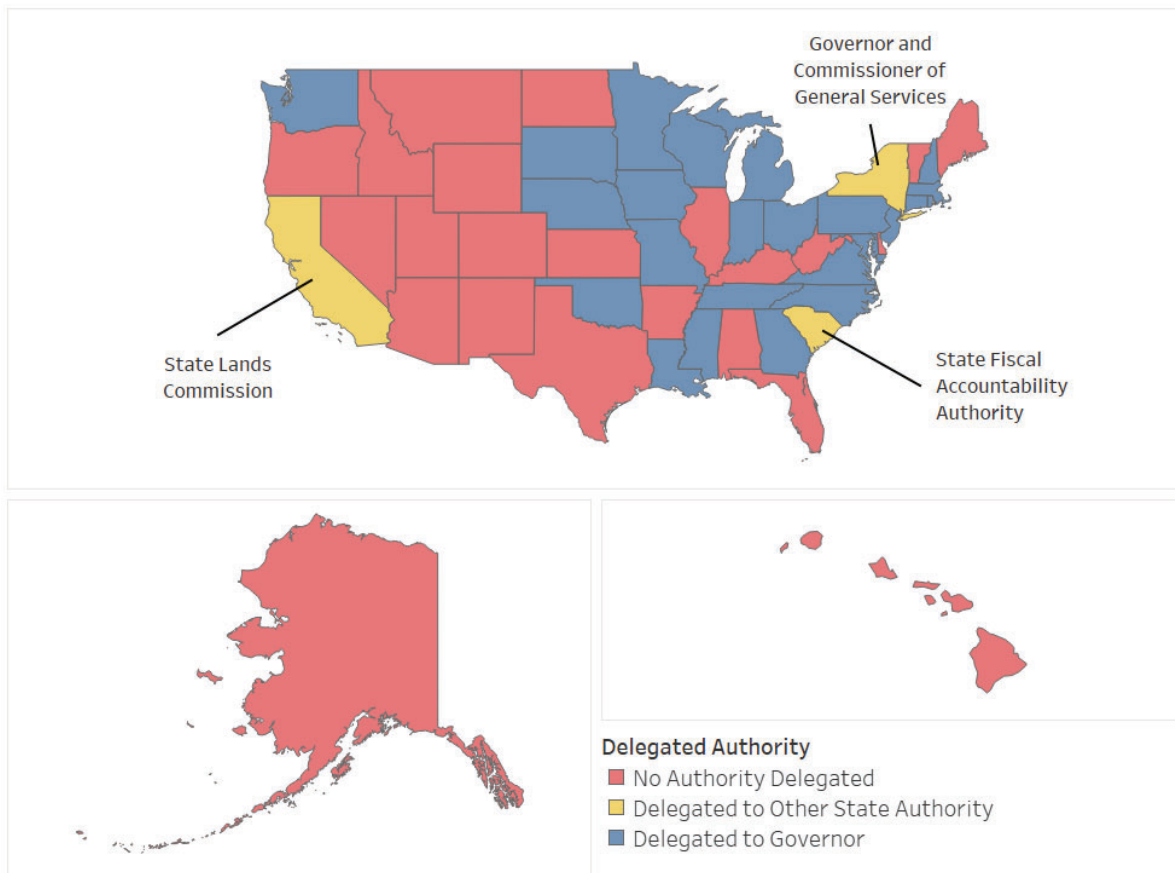 Governor and
Commissioner of
General Services
State Lands
Commission
State Fiscal
Accountability
Authority
Delegated Authority
No Authority Delegated
Delegated to Other State Authority
Delegated to Governor